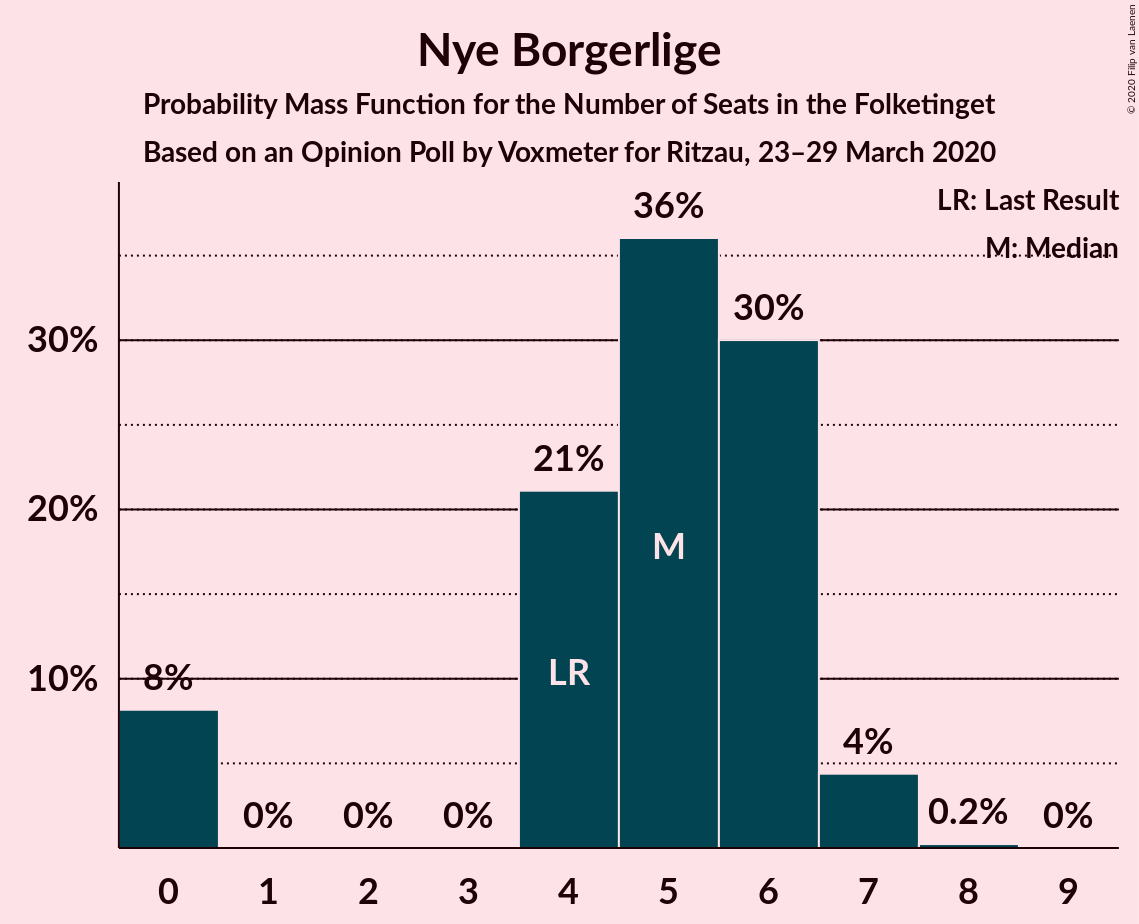 Nye Borgerlige
Probability Mass Function for the Number of Seats in the Folketinget
Based on an Opinion Poll by Voxmeter for Ritzau, 23–29 March 2020
© 2020 Filip van Laenen
LR: Last Result
M: Median
36%
30%
30%
21%
20%
M
LR
10%
8%
4%
0%
0%
0%
0.2%
0%
0
1
2
3
4
5
6
7
8
9